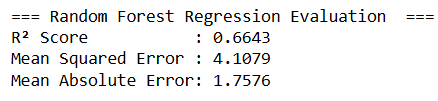 === Random Forest Regression Evaluation  ===
R² Score           : 0.6643
Mean Squared Error : 4.1079
Mean Absolute Error: 1.7576